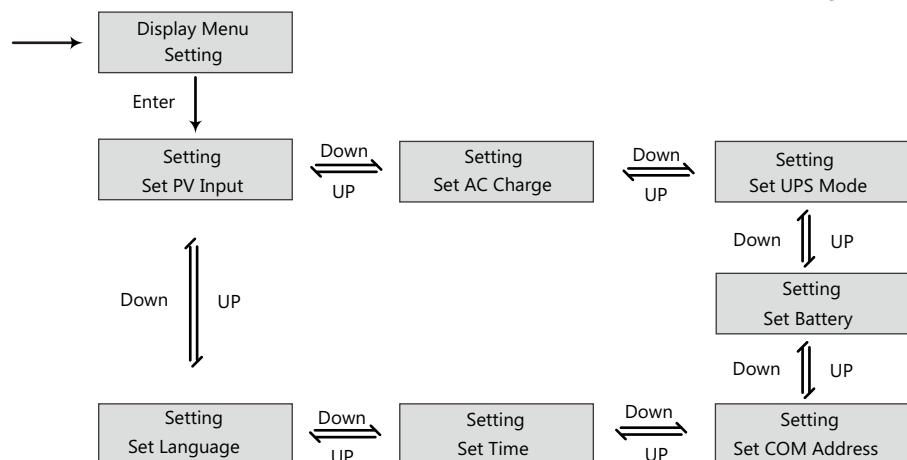 Display Menu
Setting
Enter
Setting
Set PV Input
Down
UP
Setting
Set AC Charge
Down
UP
Setting
Set UPS Mode
Down
UP
Setting
Set Battery
Down
UP
Down
UP
Setting
Set Language
Down
UP
Setting
Set Time
Down
UP
Setting
Set COM Address